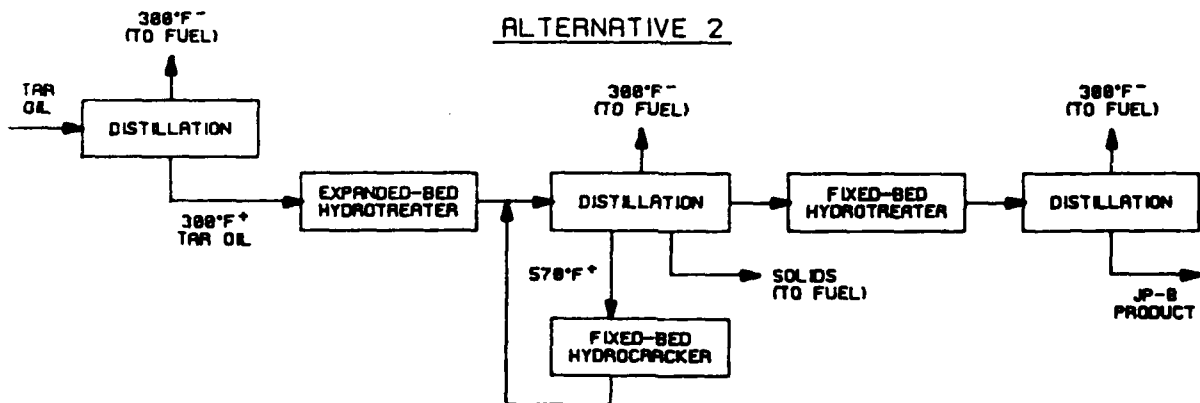 ALTERNATIVE 2
300°F-
(TO FUEL)
TAR
OIL
DISTILLATION
300°F+
TAR OIL
EXPANDED-BED
HYDROTREATER
300°F-
(TO FUEL)
DISTILLATION
570°F+
SOLIDS
(TO FUEL)
FIXED-BED
HYDROCRACKER
FIXED-BED
HYDROTREATER
300°F-
(TO FUEL)
DISTILLATION
JP-8
PRODUCT